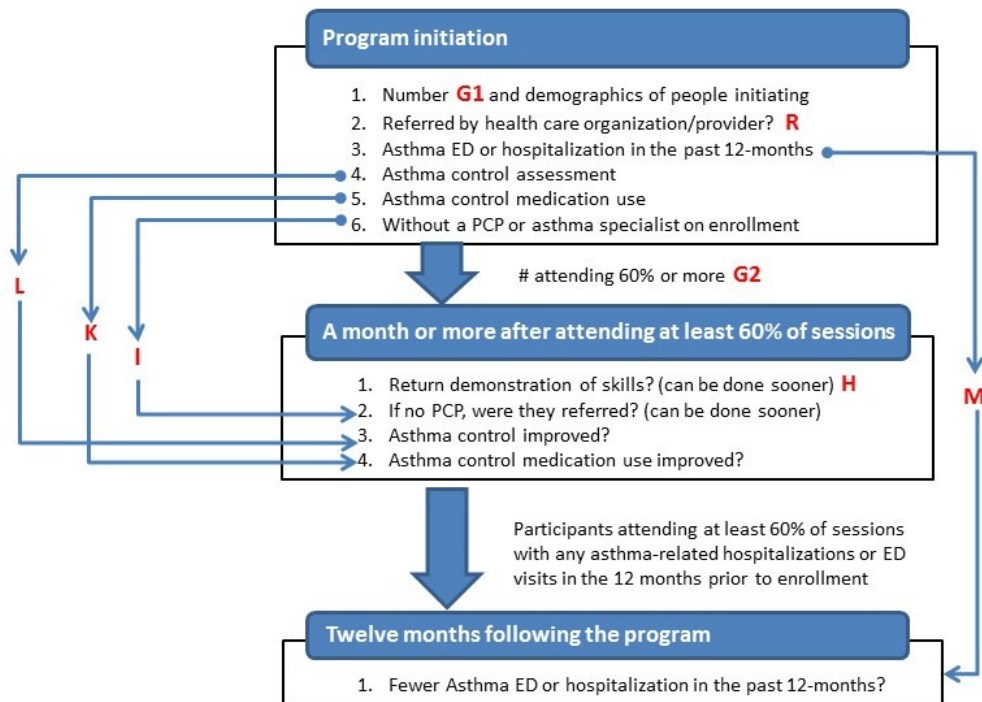 Program initiation
1. Number G1 and demographics of people initiating
2. Referred by health care organization/provider? R
3. Asthma ED or hospitalization in the past 12-months
4. Asthma control assessment
5. Asthma control medication use
6. Without a PCP or asthma specialist on enrollment
# attending 60% or more G2
L
K
I
A month or more after attending at least 60% of sessions
1. Return demonstration of skills? (can be done sooner) H
2. If no PCP, were they referred? (can be done sooner)
3. Asthma control improved?
4. Asthma control medication use improved?
M
Participants attending at least 60% of sessions
with any asthma-related hospitalizations or ED
visits in the 12 months prior to enrollment
Twelve months following the program
1. Fewer Asthma ED or hospitalization in the past 12-months?